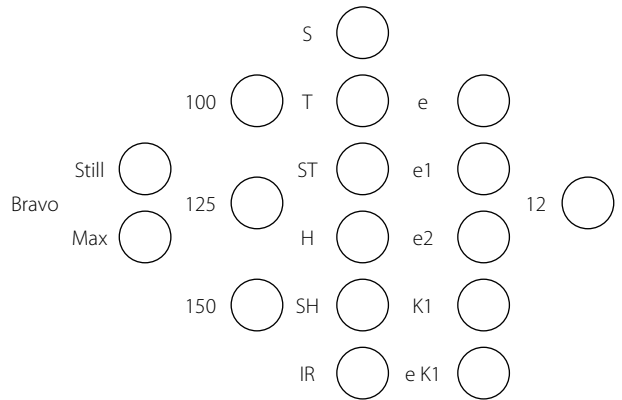 S
100 T e
Still ST e1
Bravo 125 12
Max H e2
150 SH K1
IR e K1